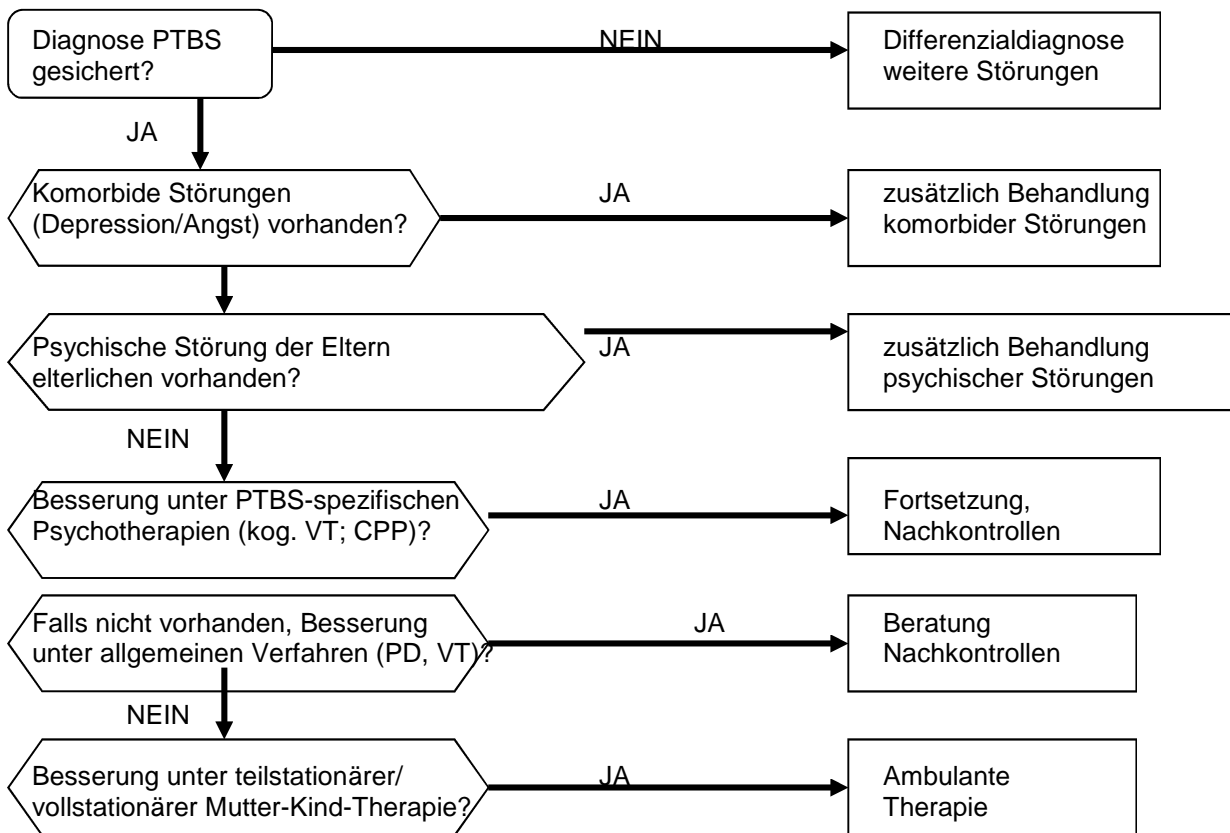 Diagnose PTBS
gesichert?
NEIN
Differenzialdiagnose
weitere Störungen
JA
Komorbide Störungen
(Depression/Angst) vorhanden?
JA
zusätzlich Behandlung
komorbider Störungen
Psychische Störung der Eltern
elterlichen vorhanden?
JA
zusätzlich Behandlung
psychischer Störungen
NEIN
Besserung unter PTBS-spezifischen
Psychotherapien (kog. VT; CPP)?
JA
Fortsetzung,
Nachkontrollen
Falls nicht vorhanden, Besserung
unter allgemeinen Verfahren (PD, VT)?
JA
Beratung
Nachkontrollen
NEIN
Besserung unter teilstationärer/
vollstationärer Mutter-Kind-Therapie?
JA
Ambulante
Therapie